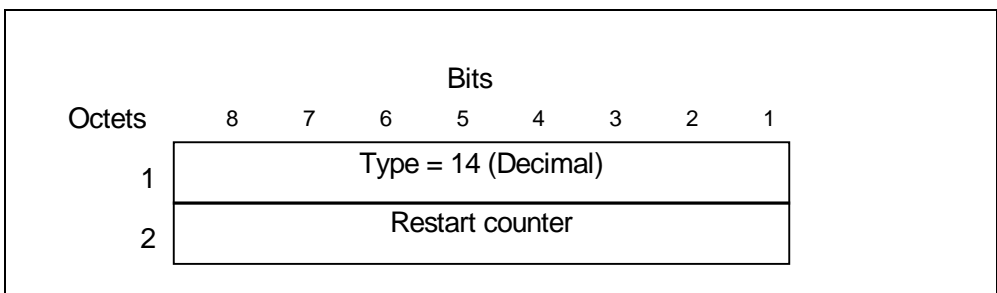 Bits
Octets 8 7 6 5 4 3 2 1
1 Type = 14 (Decimal)
2 Restart counter